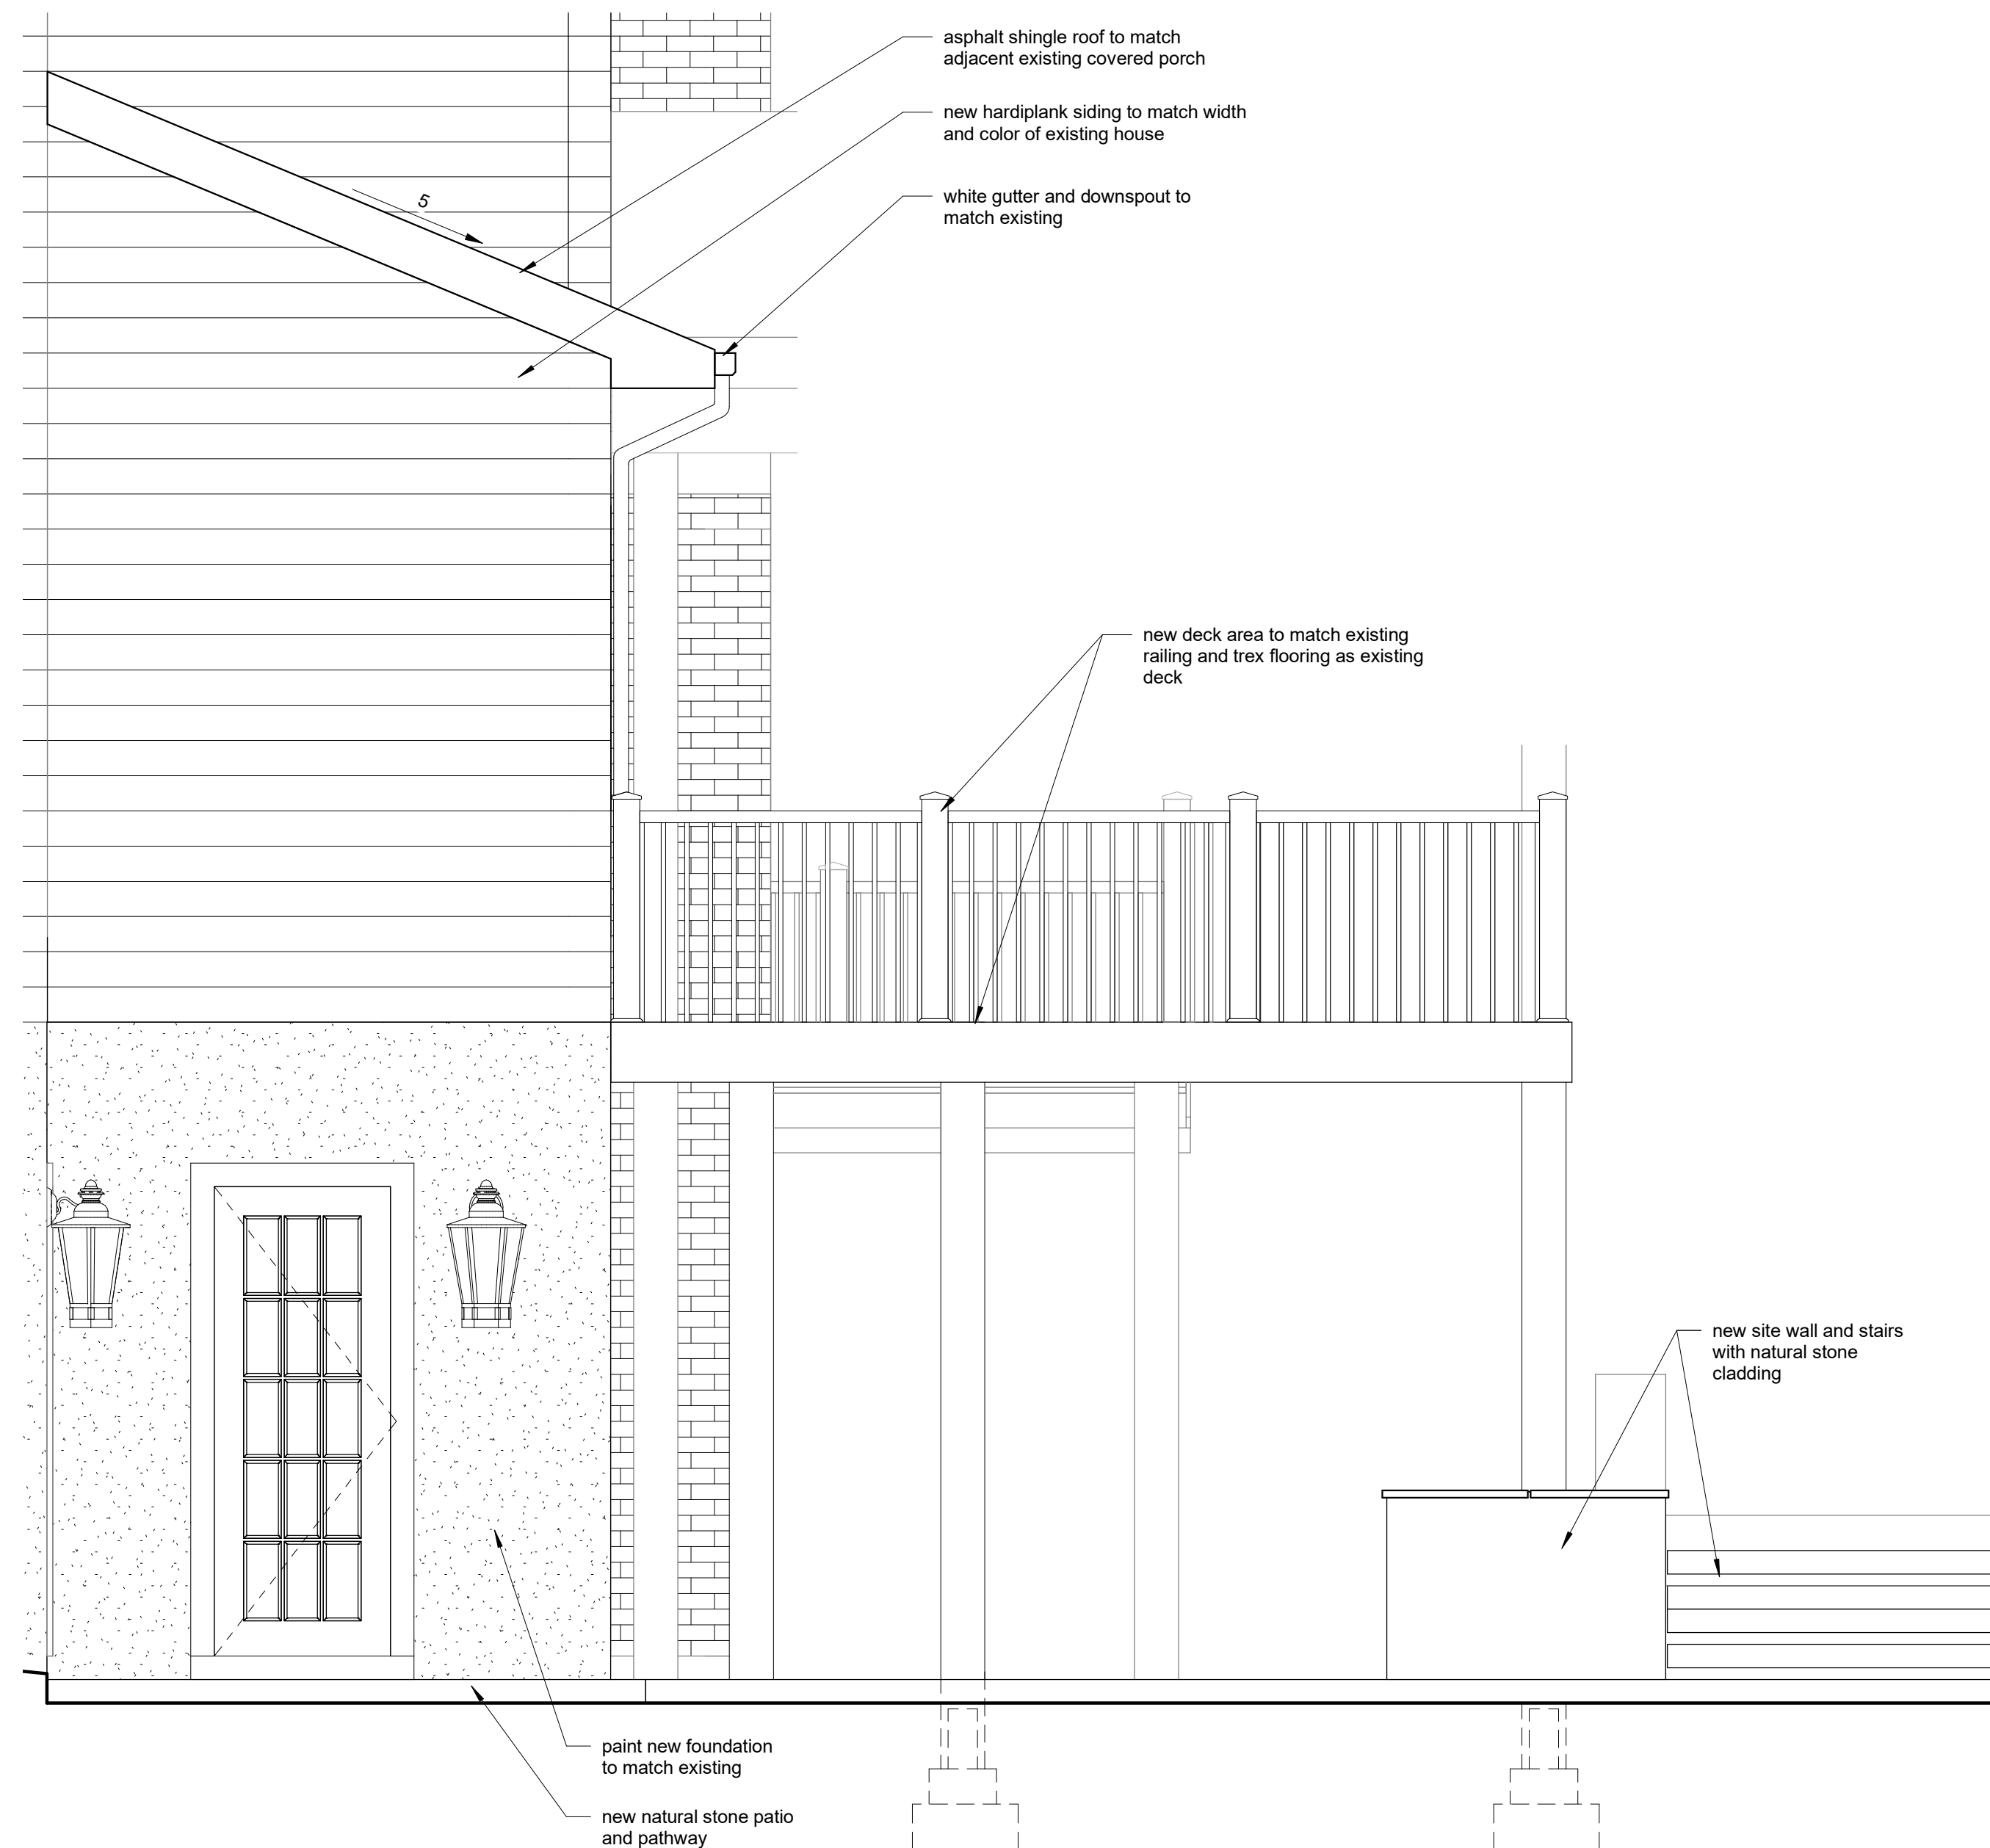 asphalt shingle roof to match
adjacent existing covered porch
new hardiplank siding to match width
and color of existing house
white gutter and downspout to
match existing
5
new deck area to match existing
railing and trex flooring as existing
deck
new site wall and stairs
with natural stone
cladding
paint new foundation
to match existing
new natural stone patio
and pathway